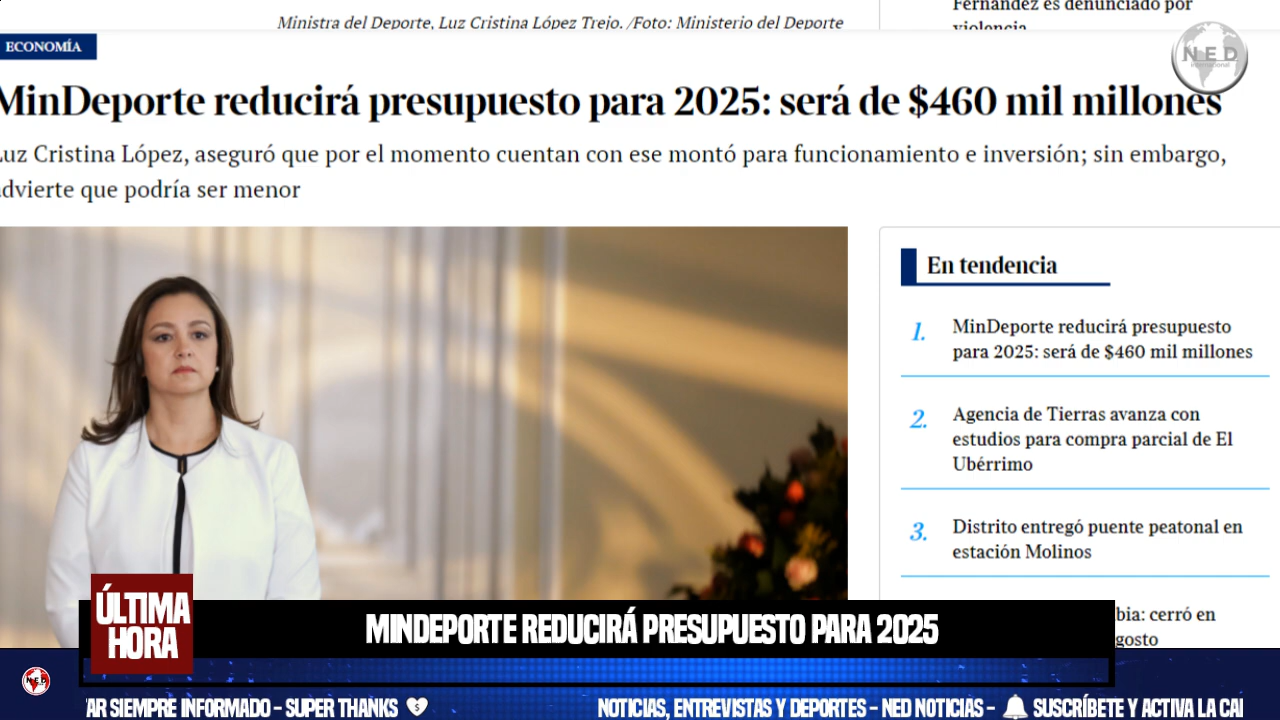 Ministra del Deporte, Luz Cristina López Trejo. /Foto: Ministerio del Deporte
Fernández es denunciado por
violencia
NED
international
ECONOMÍA
MinDeporte reducirá presupuesto para 2025: será de $460 mil millones
Luz Cristina López, aseguró que por el momento cuentan con ese montó para funcionamiento e inversión; sin embargo,
advierte que podría ser menor
En tendencia
1. MinDeporte reducirá presupuesto
para 2025: será de $460 mil millones
2. Agencia de Tierras avanza con
estudios para compra parcial de El
Ubérrimo
3. Distrito entregó puente peatonal en
estación Molinos
bia: cerró en
gosto
ÚLTIMA
HORA
MINDEPORTE REDUCIRÁ PRESUPUESTO PARA 2025
NED
AR SIEMPRE INFORMADO - SUPER THANKS
NOTICIAS, ENTREVISTAS Y DEPORTES - NED NOTICIAS - SUSCRÍBETE Y ACTIVA LA CA